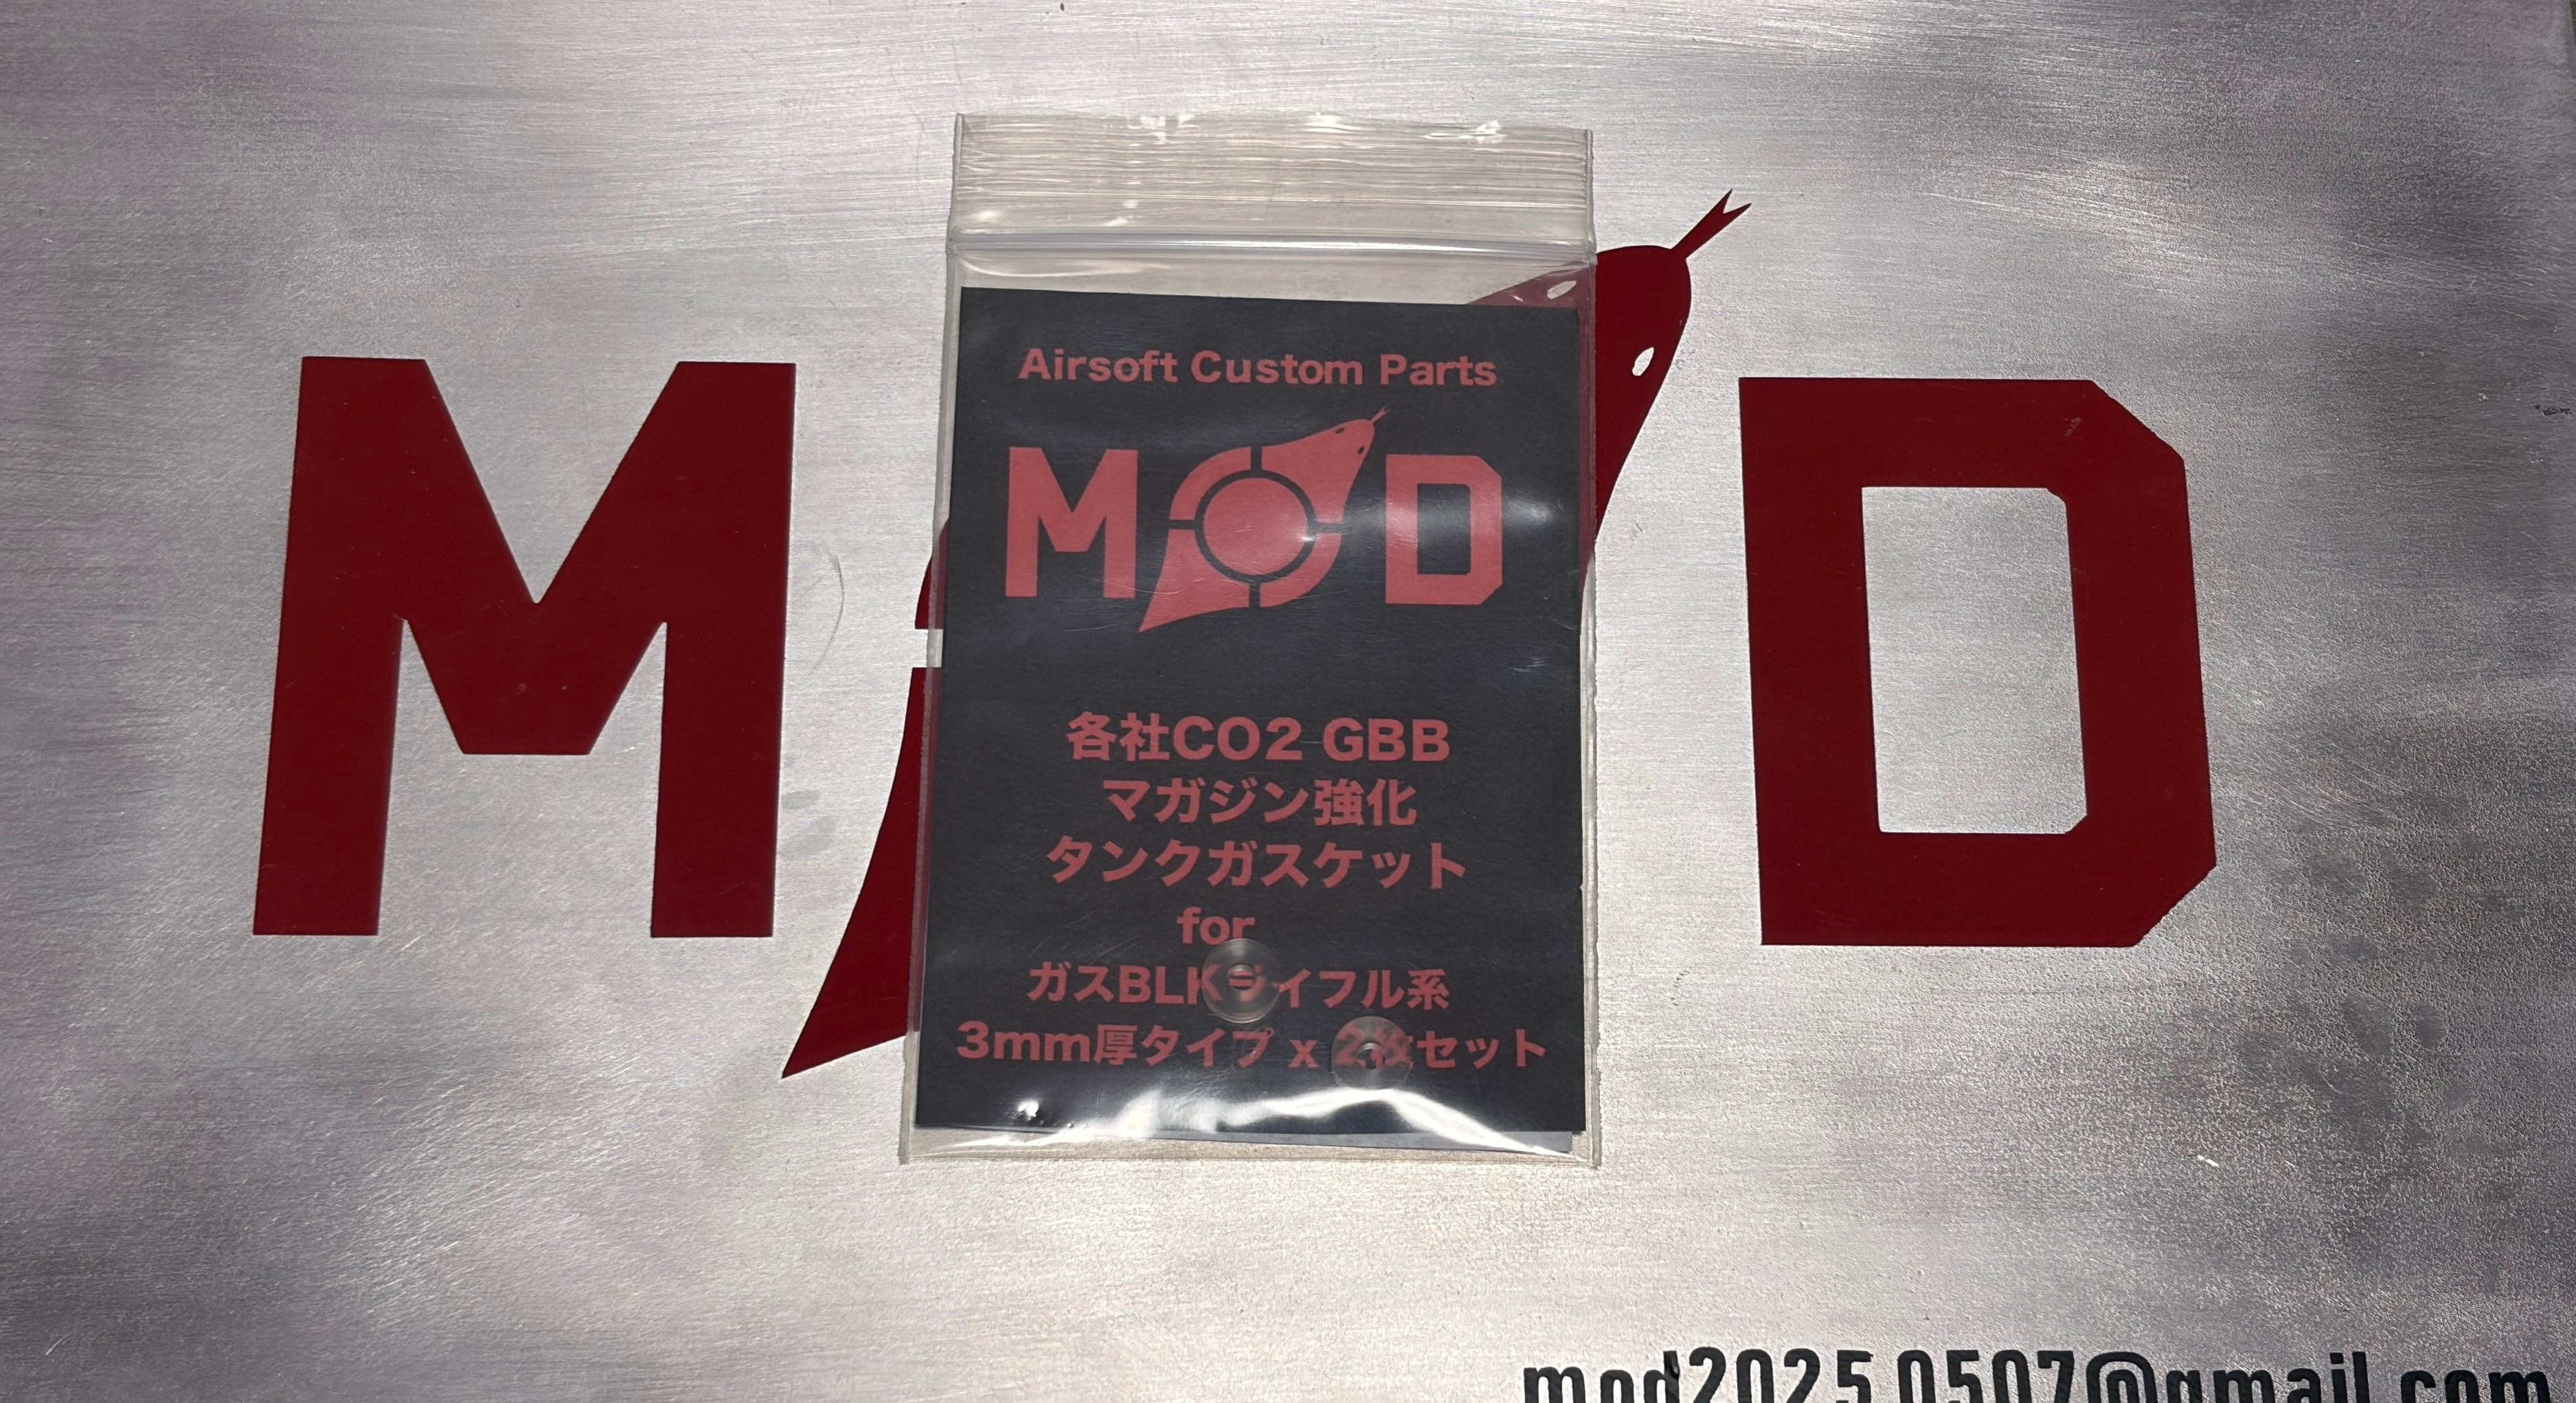 Airsoft Custom Parts
MOD
各社CO2 GBB
マガジン強化
タンクガスケット
for
ガスBLKライフル系
3mm厚タイプ x 2枚セット
M D
mod2025.0507@gmail.com